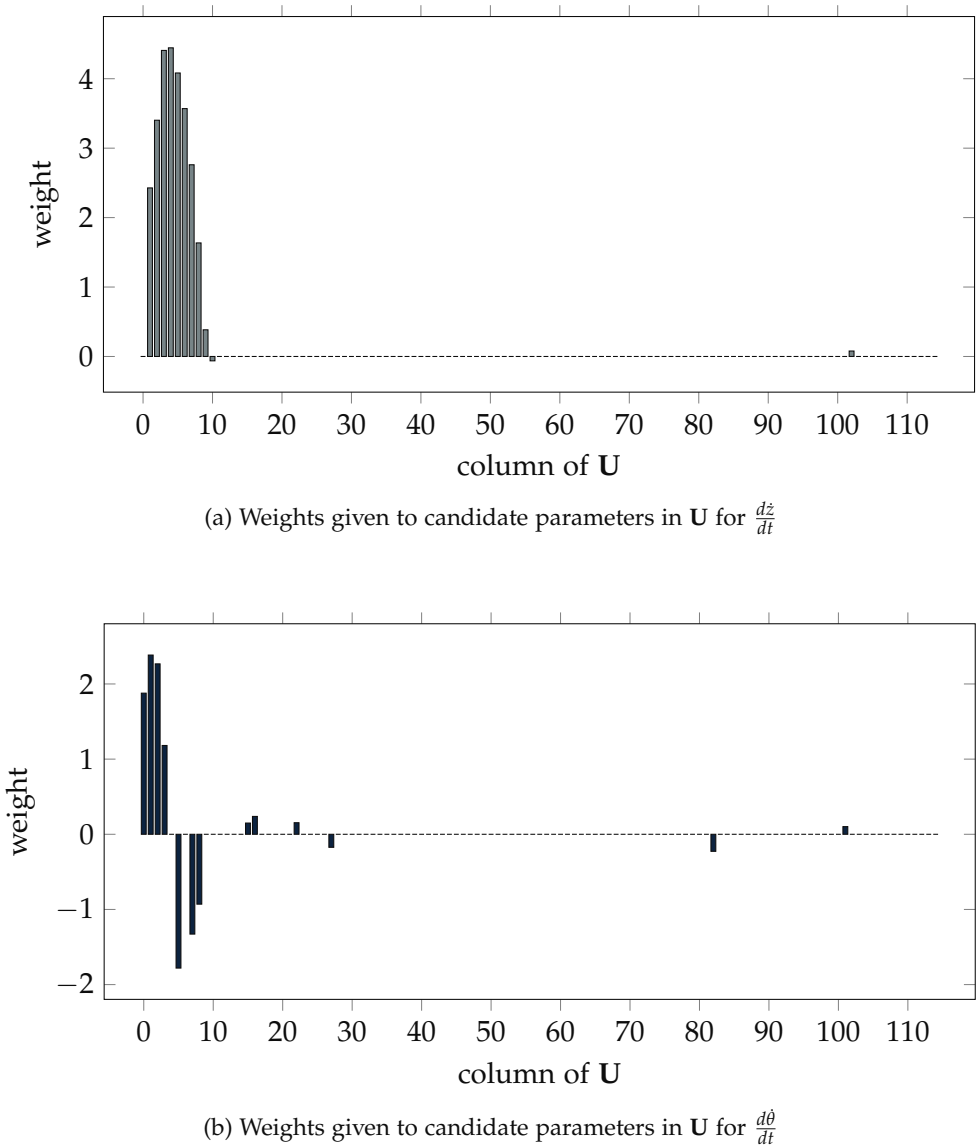 4
3
2
1
0
weight
0 10 20 30 40 50 60 70 80 90 100 110
column of U
(a) Weights given to candidate parameters in U for dż/dt
2
1
0
−1
−2
weight
0 10 20 30 40 50 60 70 80 90 100 110
column of U
(b) Weights given to candidate parameters in U for dθ̇/dt